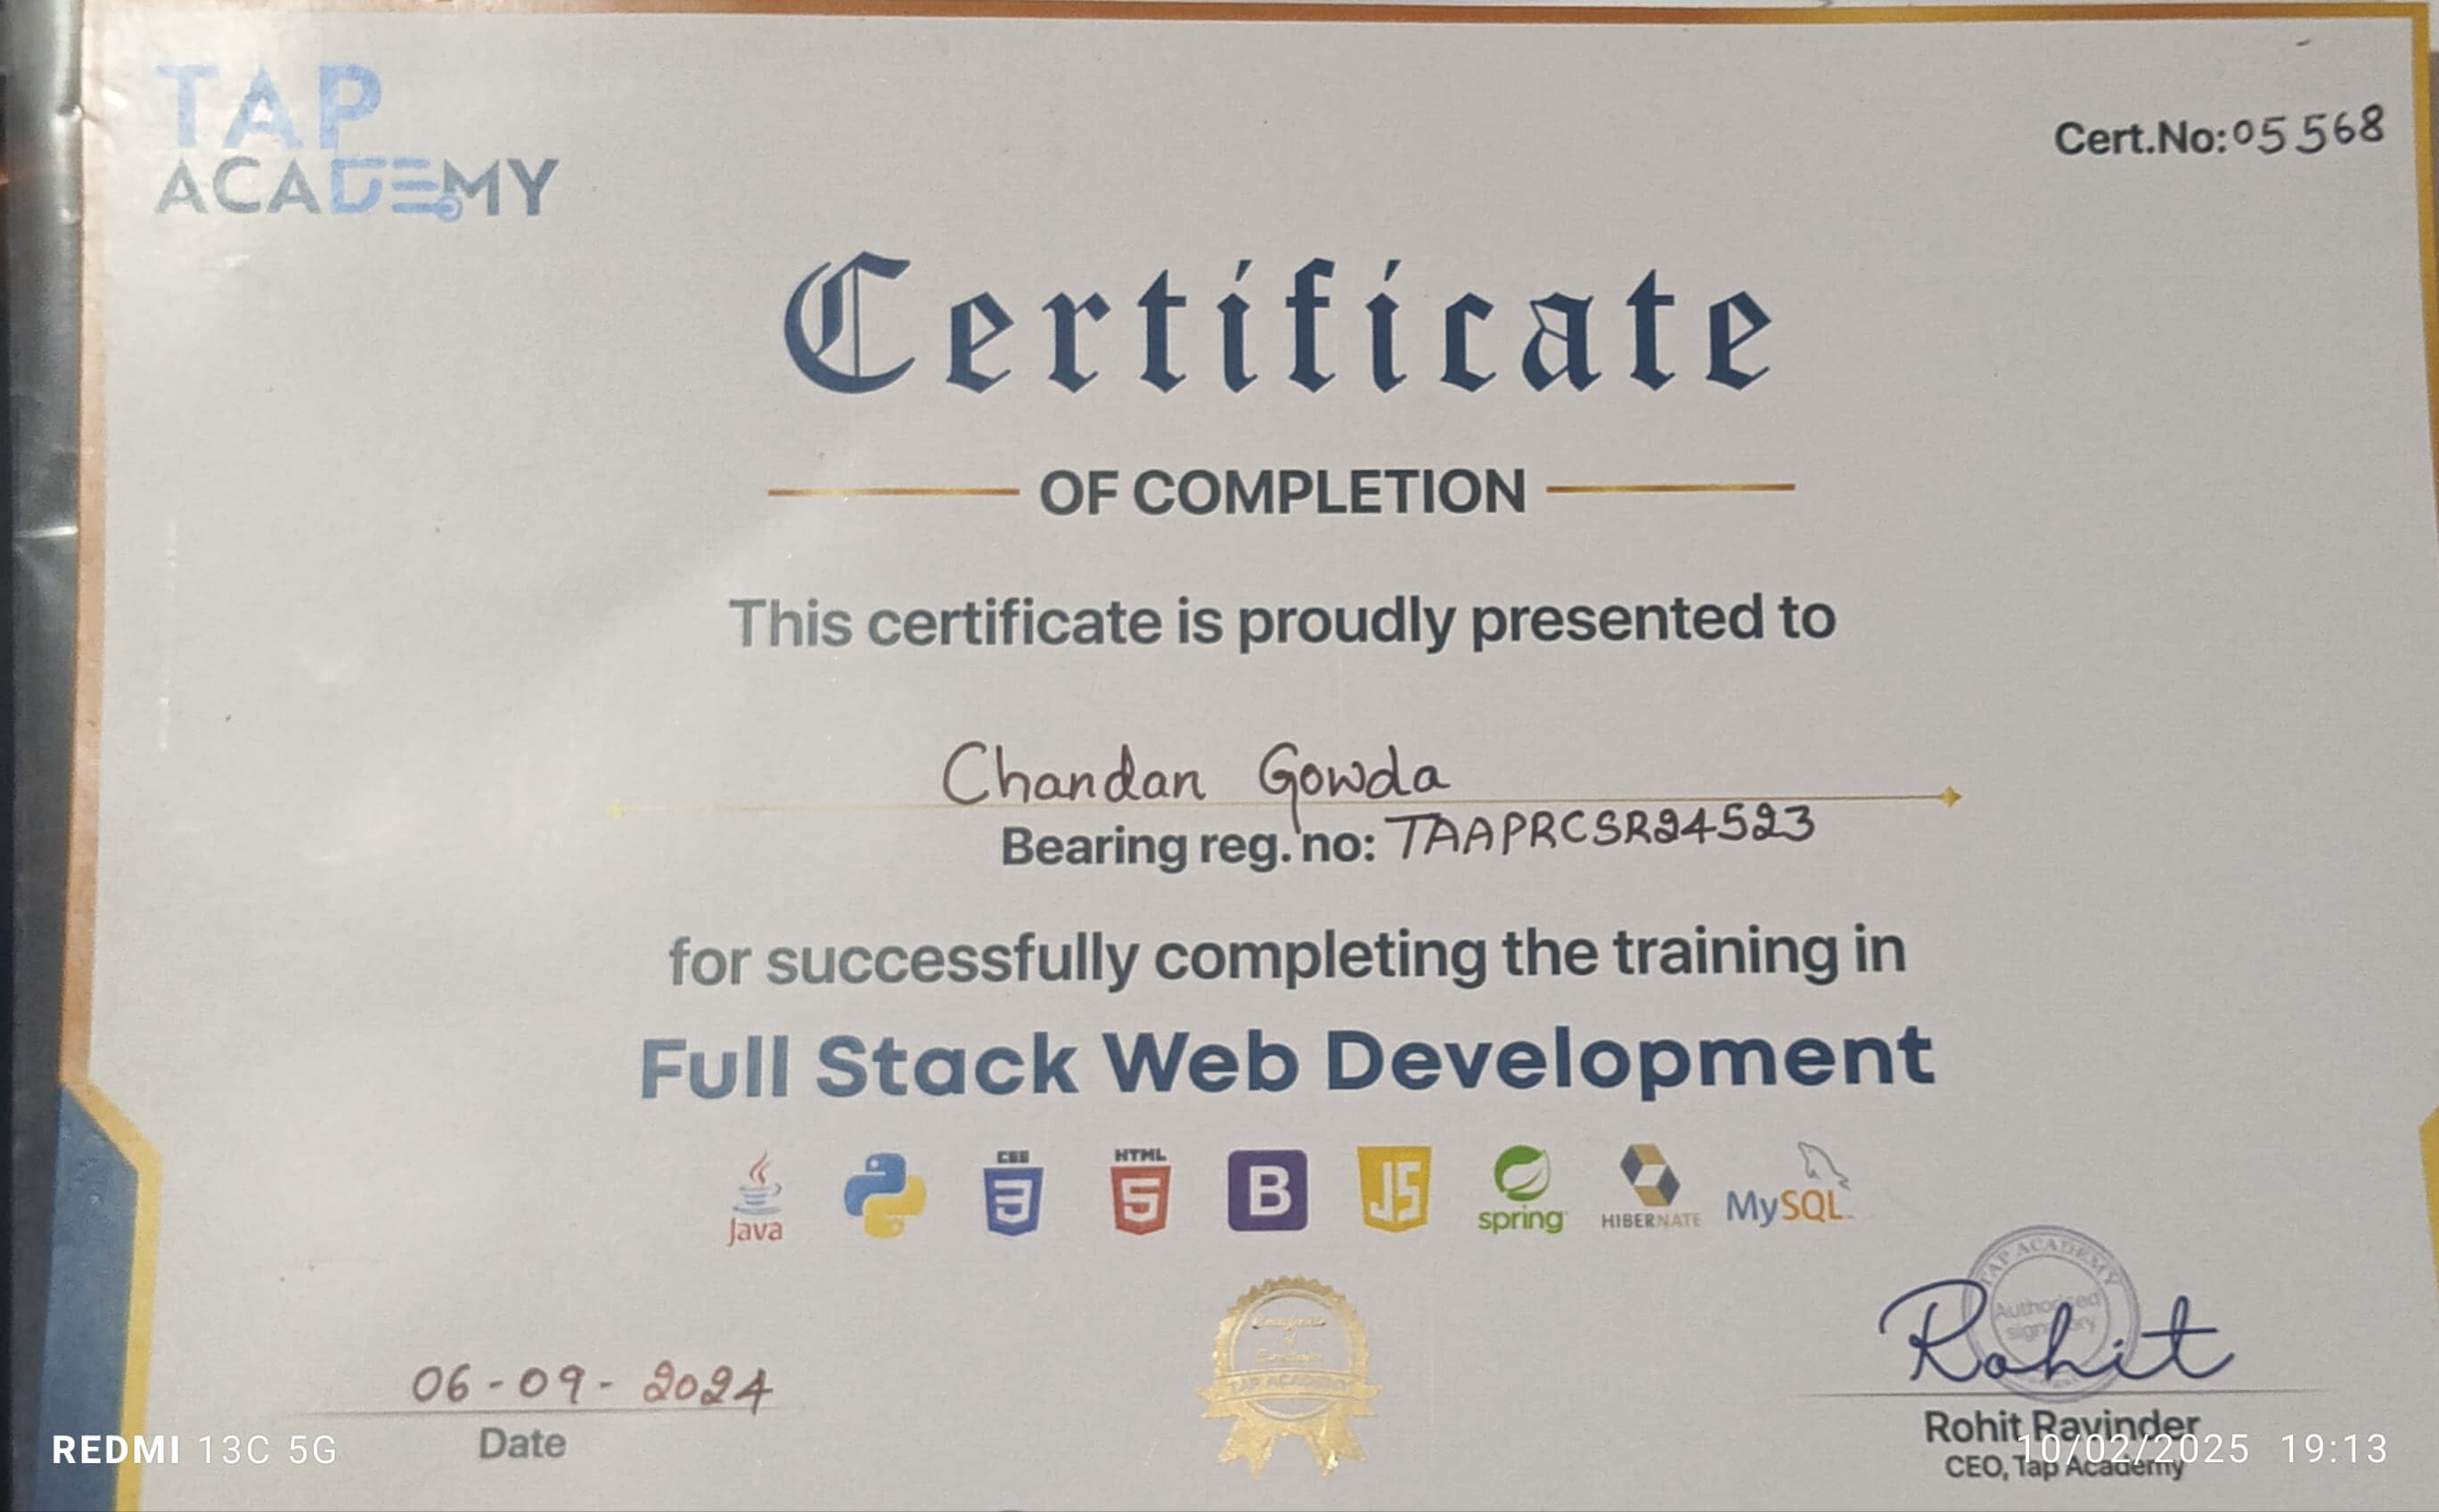 TAP
ACADEMY
Cert.No:05568
Certificate
OF COMPLETION
This certificate is proudly presented to
Chandan Gowda
Bearing reg. no: TAAPRCSR24523
for successfully completing the training in
Full Stack Web Development
Java
CSS
3
HTML
5
B
JS
spring
HIBERNATE
MySQL
TAP ACADEMY
Authorised
signatory
Certificate
of
Excellence
TAP ACADEMY
Rohit
06-09-2024
Date
Rohit Ravinder
CEO, Tap Academy
REDMI 13C 5G
10/02/2025 19:13